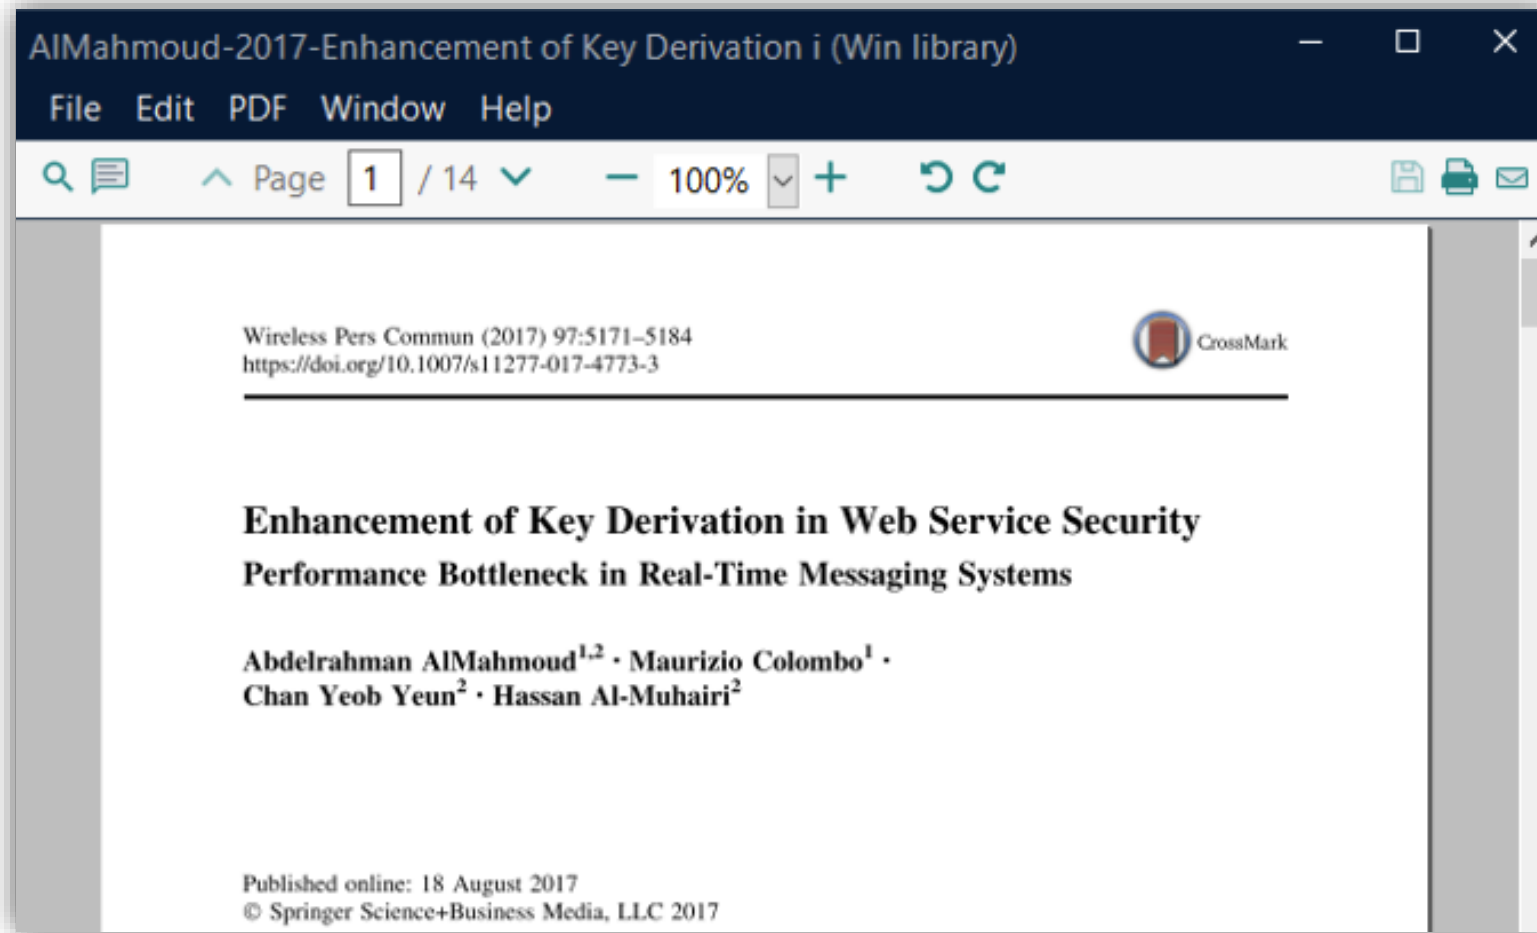 AlMahmoud-2017-Enhancement of Key Derivation i (Win library)
File Edit PDF Window Help
Page 1 / 14 100%
Wireless Pers Commun (2017) 97:5171–5184
https://doi.org/10.1007/s11277-017-4773-3
CrossMark
Enhancement of Key Derivation in Web Service Security
Performance Bottleneck in Real-Time Messaging Systems
Abdelrahman AlMahmoud1,2 · Maurizio Colombo1 ·
Chan Yeob Yeun2 · Hassan Al-Muhairi2
Published online: 18 August 2017
© Springer Science+Business Media, LLC 2017